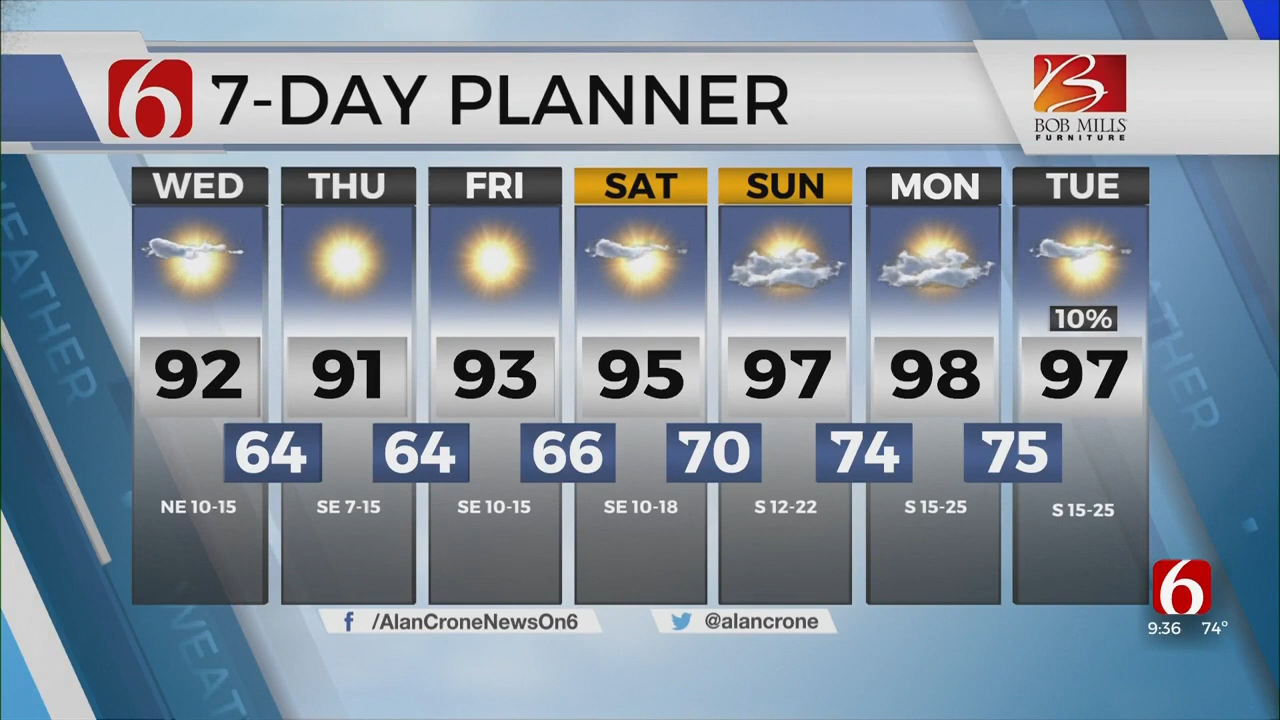 6 7-DAY PLANNER
B
BOB MILLS
FURNITURE
WED THU FRI SAT SUN MON TUE
10%
92 91 93 95 97 98 97
64 64 66 70 74 75
NE 10-15 SE 7-15 SE 10-15 SE 10-18 S 12-22 S 15-25 S 15-25
f /AlanCroneNewsOn6 @alancrone
6
9:36 74°
WEATHER
WEATHER